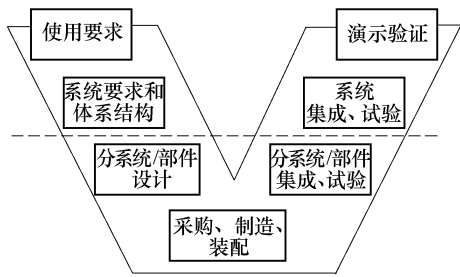 使用要求
演示验证
系统要求和
体系结构
系统
集成、试验
分系统/部件
设计
分系统/部件
集成、试验
采购、制造、
装配